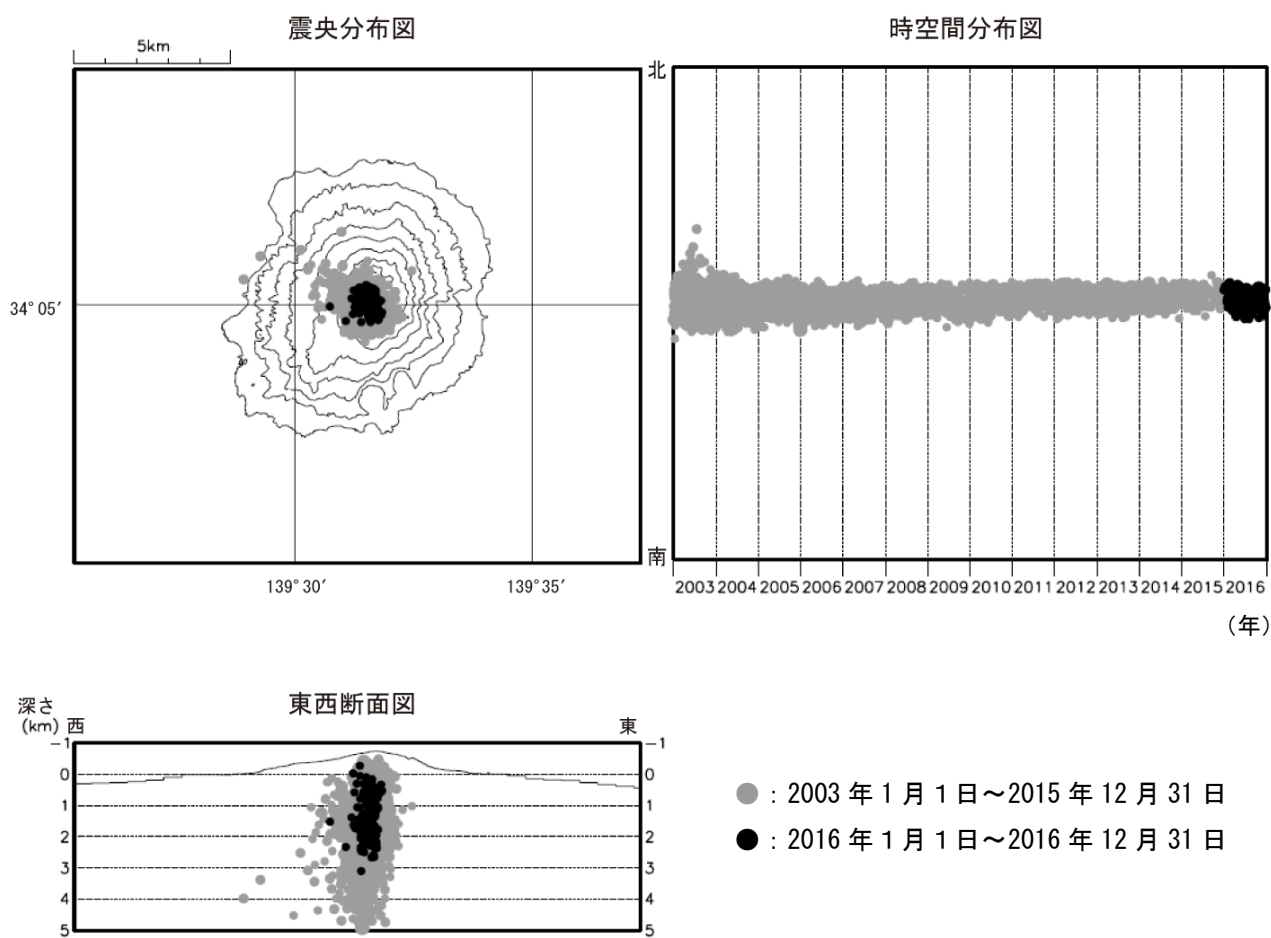 震央分布図
5km
34°05′
139°30′
139°35′
時空間分布図
北
南
2003 2004 2005 2006 2007 2008 2009 2010 2011 2012 2013 2014 2015 2016
(年)
東西断面図
深さ
(km)
西
東
-1
0
1
2
3
4
5
-1
0
1
2
3
4
5
：2003 年 1 月 1 日～2015 年 12 月 31 日
：2016 年 1 月 1 日～2016 年 12 月 31 日